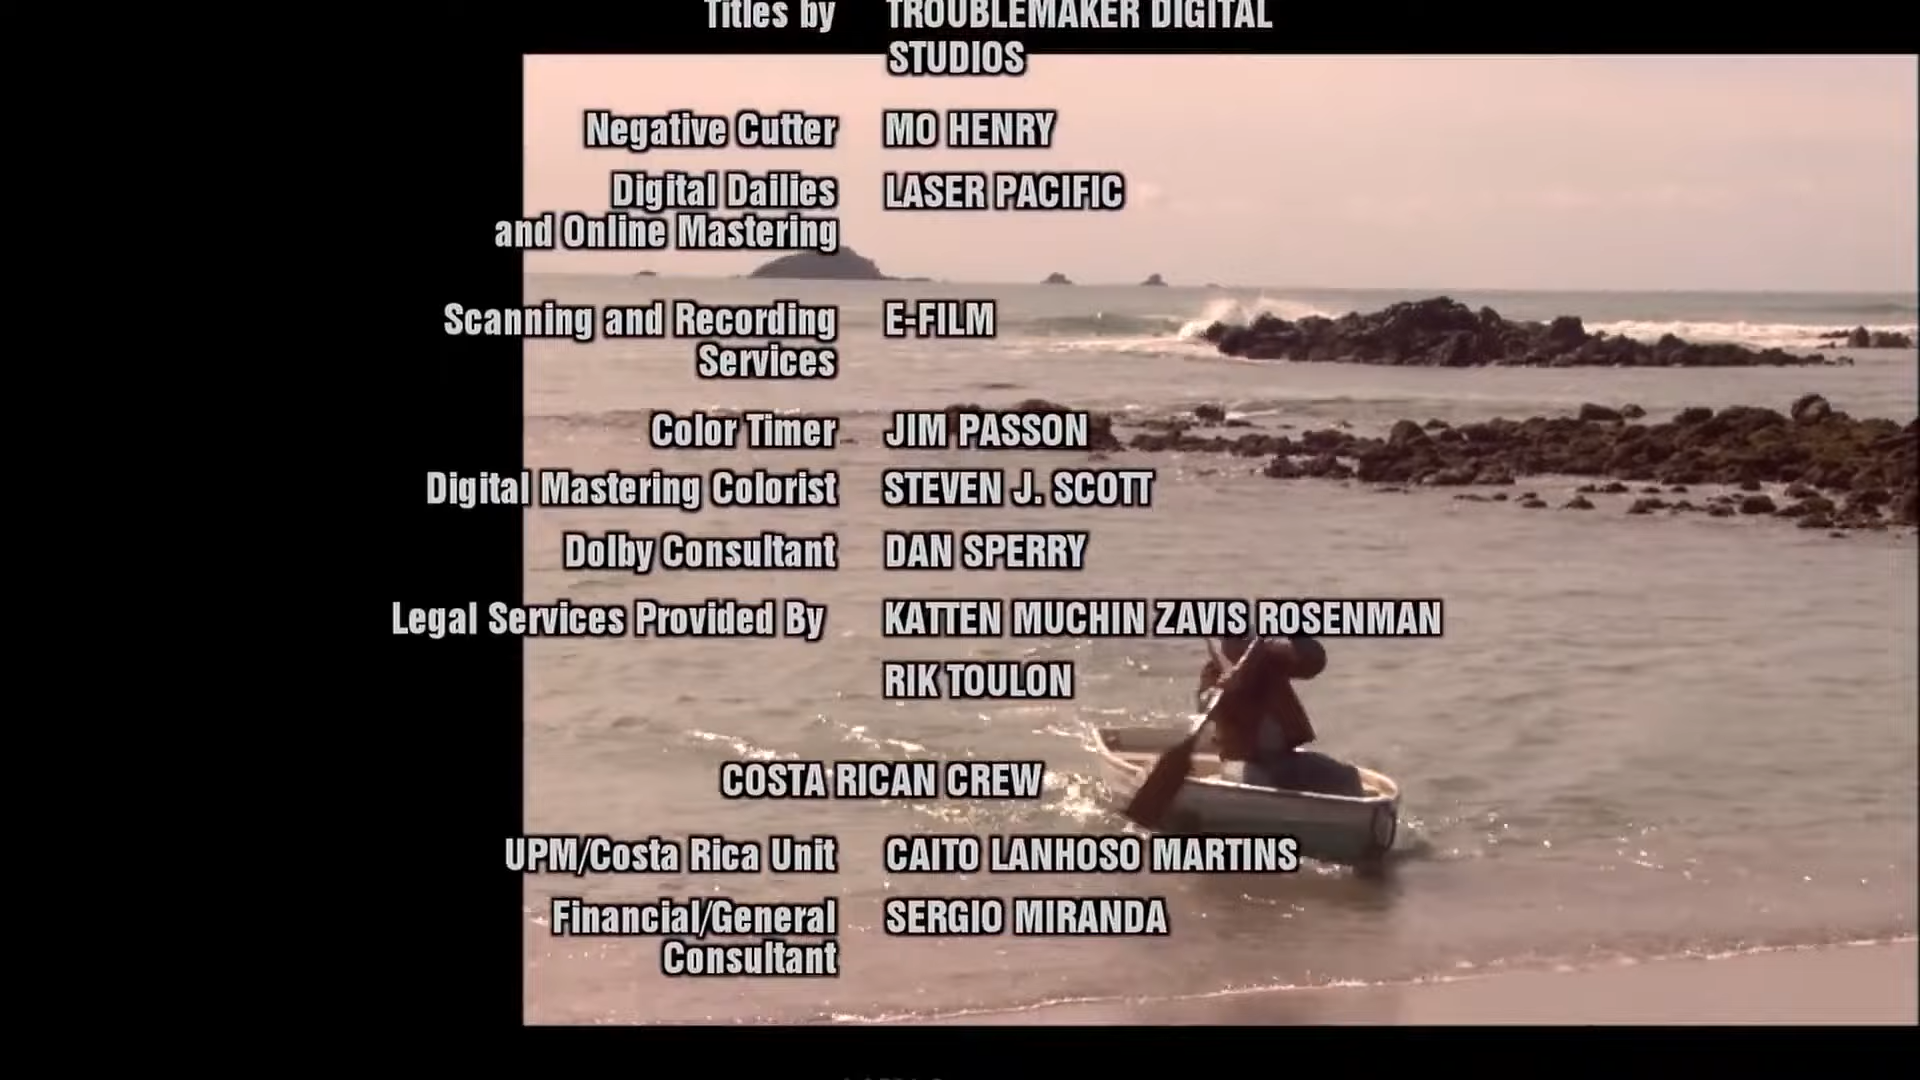 Titles by TROUBLEMAKER DIGITAL
STUDIOS
Negative Cutter MO HENRY
Digital Dailies LASER PACIFIC
and Online Mastering
Scanning and Recording E-FILM
Services
Color Timer JIM PASSON
Digital Mastering Colorist STEVEN J. SCOTT
Dolby Consultant DAN SPERRY
Legal Services Provided By KATTEN MUCHIN ZAVIS ROSENMAN
RIK TOULON
COSTA RICAN CREW
UPM/Costa Rica Unit CAITO LANHOSO MARTINS
Financial/General SERGIO MIRANDA
Consultant